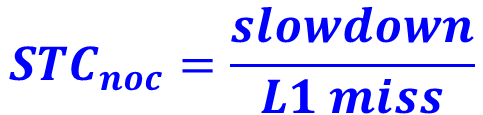 STC_noc = slowdown / L1 miss